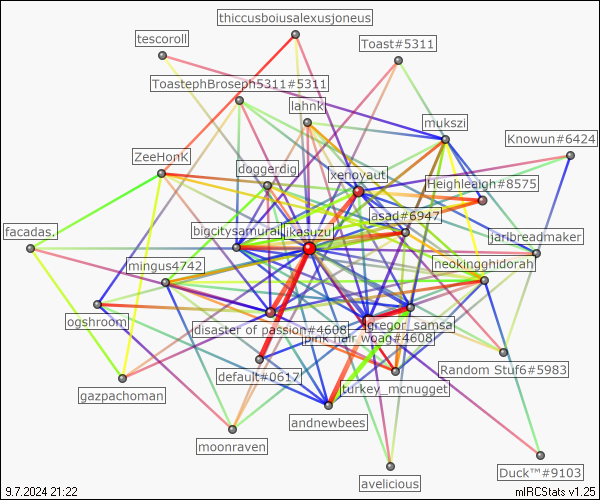 thiccusboiusalexusjoneus
tescoroll
Toast#5311
ToastephBroseph5311#5311
lahnk
mukszi
Knowun#6424
ZeeHonK
doggerdig
xenoyaut
Heighleaigh#8575
asad#6947
facadas.
bigcitysamurai
likasuzu
jarlbreadmaker
mingus4742
neckingghidorah
ogshroom
disaster of passion#4608
gregor_samsa
pink hair woag#4608
default#0617
Random Stuf6#5983
gazpachoman
turkey_mcnugget
andnewbees
moonraven
avelicious
Duck™#9103
9.7.2024 21:22
mIRCStats v1.25